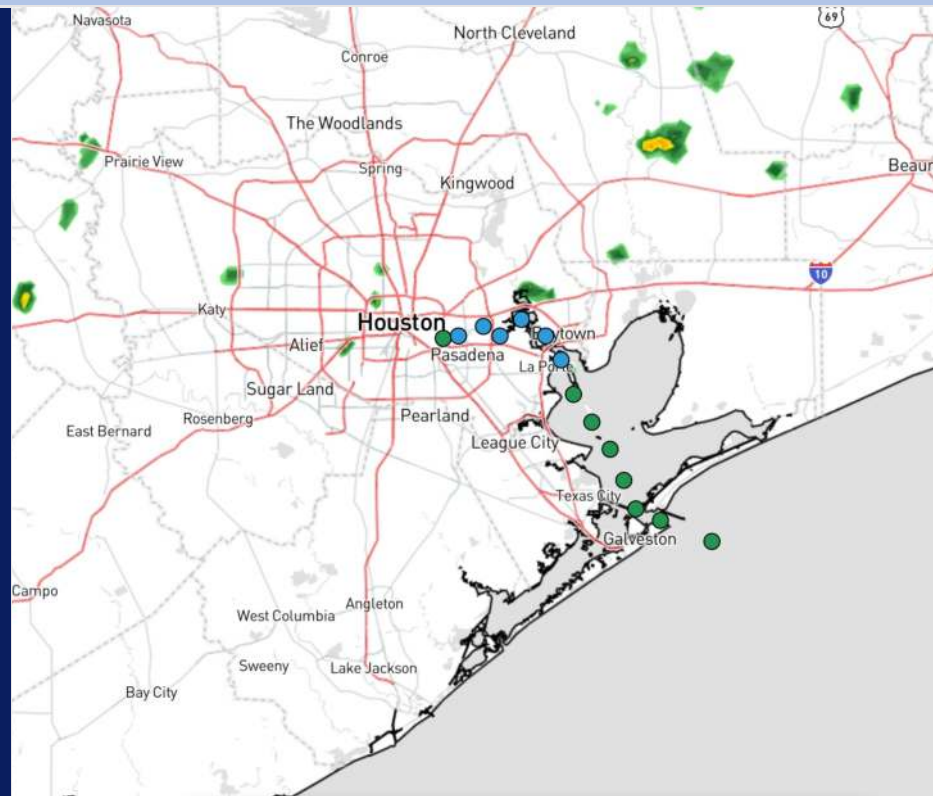 Navasota
69
North Cleveland
Conroe
The Woodlands
Prairie View
Spring
Kingwood
Beaur
10
Katy
Houston
Baytown
Alief
Pasadena
La Porte
Sugar Land
Rosenberg
Pearland
East Bernard
League City
Texas City
Galveston
Campo
Angleton
West Columbia
Sweeny
Lake Jackson
Bay City